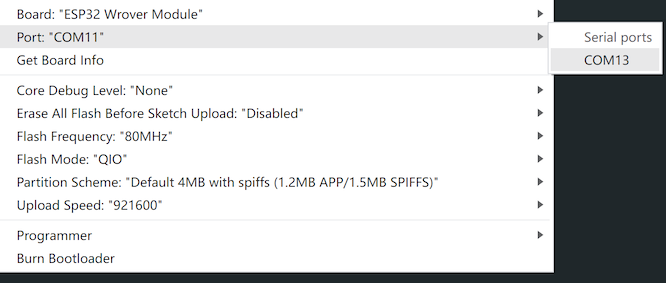 Board: "ESP32 Wrover Module"
Port: "COM11"
Serial ports
COM13
Get Board Info
Core Debug Level: "None"
Erase All Flash Before Sketch Upload: "Disabled"
Flash Frequency: "80MHz"
Flash Mode: "QIO"
Partition Scheme: "Default 4MB with spiffs (1.2MB APP/1.5MB SPIFFS)"
Upload Speed: "921600"
Programmer
Burn Bootloader